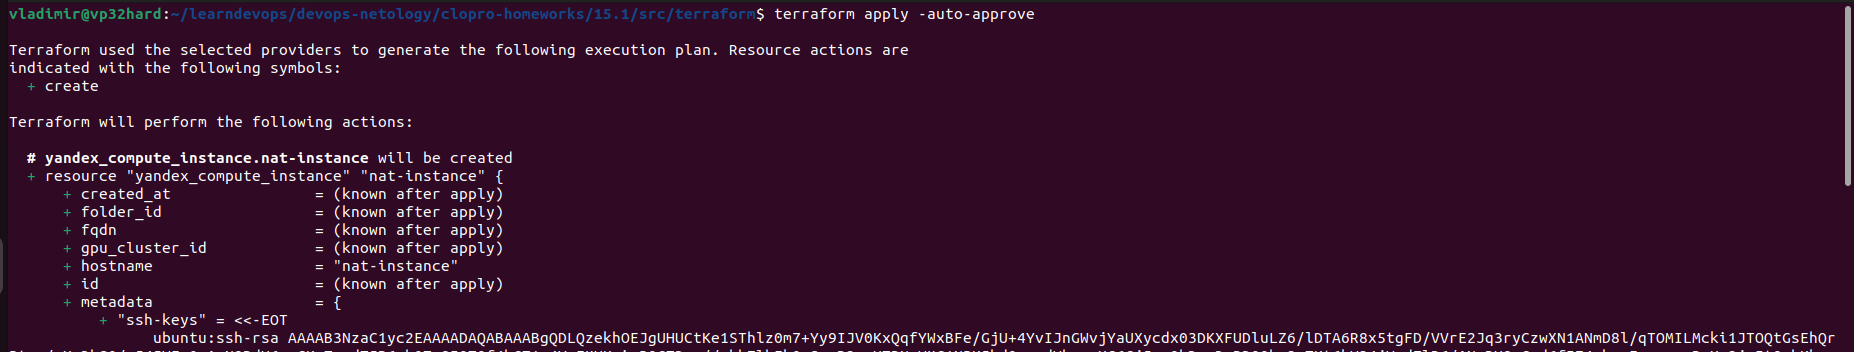 vladimir@vp32hard:~/learndevops/devops-netology/clopro-homeworks/15.1/src/terraform$ terraform apply -auto-approve
Terraform used the selected providers to generate the following execution plan. Resource actions are
indicated with the following symbols:
+ create
Terraform will perform the following actions:
# yandex_compute_instance.nat-instance will be created
+ resource "yandex_compute_instance" "nat-instance" {
+ created_at = (known after apply)
+ folder_id = (known after apply)
+ fqdn = (known after apply)
+ gpu_cluster_id = (known after apply)
+ hostname = "nat-instance"
+ id = (known after apply)
+ metadata = {
+ "ssh-keys" = <<-EOT
ubuntu:ssh-rsa AAAAB3NzaC1yc2EAAAADAQABAAABgQDLQzekhOEJgUHUCtKe1SThlz0m7+Yy9IJV0KxQqfYWxBFe/GjU+4YvIJnGWvjYaUXycdx03DKXFUDluLZ6/lDTA6R8x5tgFD/VVrE2Jq3ryCzwXN1ANmD8l/qTOMILMcki1JTOQtGsEhQr